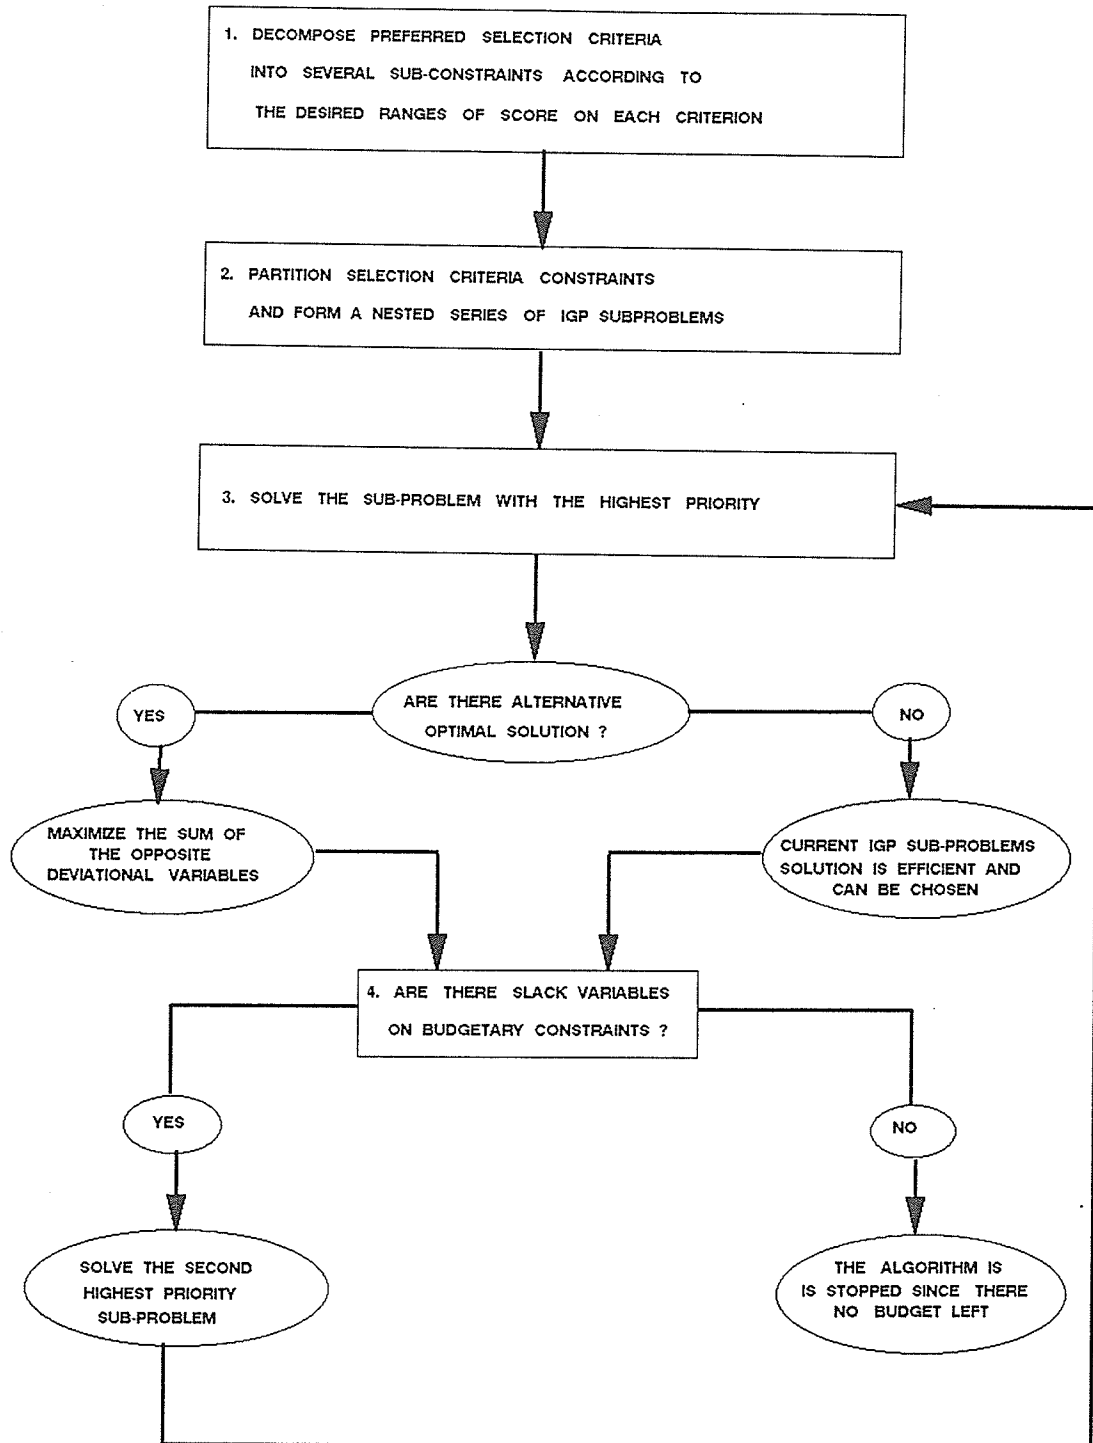 1. DECOMPOSE PREFERRED SELECTION CRITERIA
INTO SEVERAL SUB-CONSTRAINTS ACCORDING TO
THE DESIRED RANGES OF SCORE ON EACH CRITERION
2. PARTITION SELECTION CRITERIA CONSTRAINTS
AND FORM A NESTED SERIES OF IGP SUBPROBLEMS
3. SOLVE THE SUB-PROBLEM WITH THE HIGHEST PRIORITY
ARE THERE ALTERNATIVE
OPTIMAL SOLUTION ?
YES
NO
MAXIMIZE THE SUM OF
THE OPPOSITE
DEVIATIONAL VARIABLES
CURRENT IGP SUB-PROBLEMS
SOLUTION IS EFFICIENT AND
CAN BE CHOSEN
4. ARE THERE SLACK VARIABLES
ON BUDGETARY CONSTRAINTS ?
YES
NO
SOLVE THE SECOND
HIGHEST PRIORITY
SUB-PROBLEM
THE ALGORITHM IS
IS STOPPED SINCE THERE
NO BUDGET LEFT